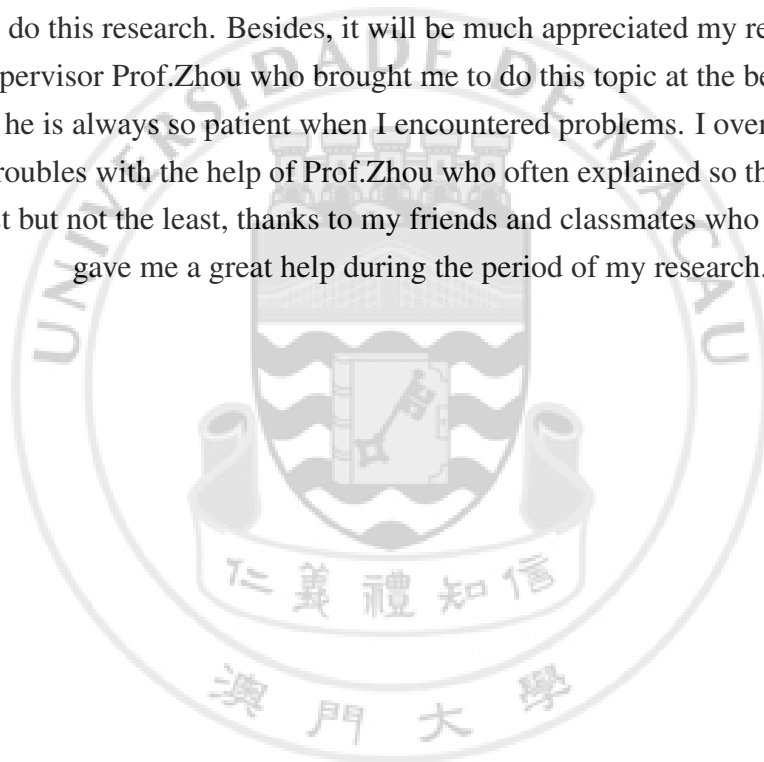 do this research. Besides, it will be much appreciated my re
pervisor Prof.Zhou who brought me to do this topic at the be
he is always so patient when I encountered problems. I over
roubles with the help of Prof.Zhou who often explained so th
t but not the least, thanks to my friends and classmates who
gave me a great help during the period of my research.
UNIVERSIDADE DE MACAU
仁義禮知信
澳門大學